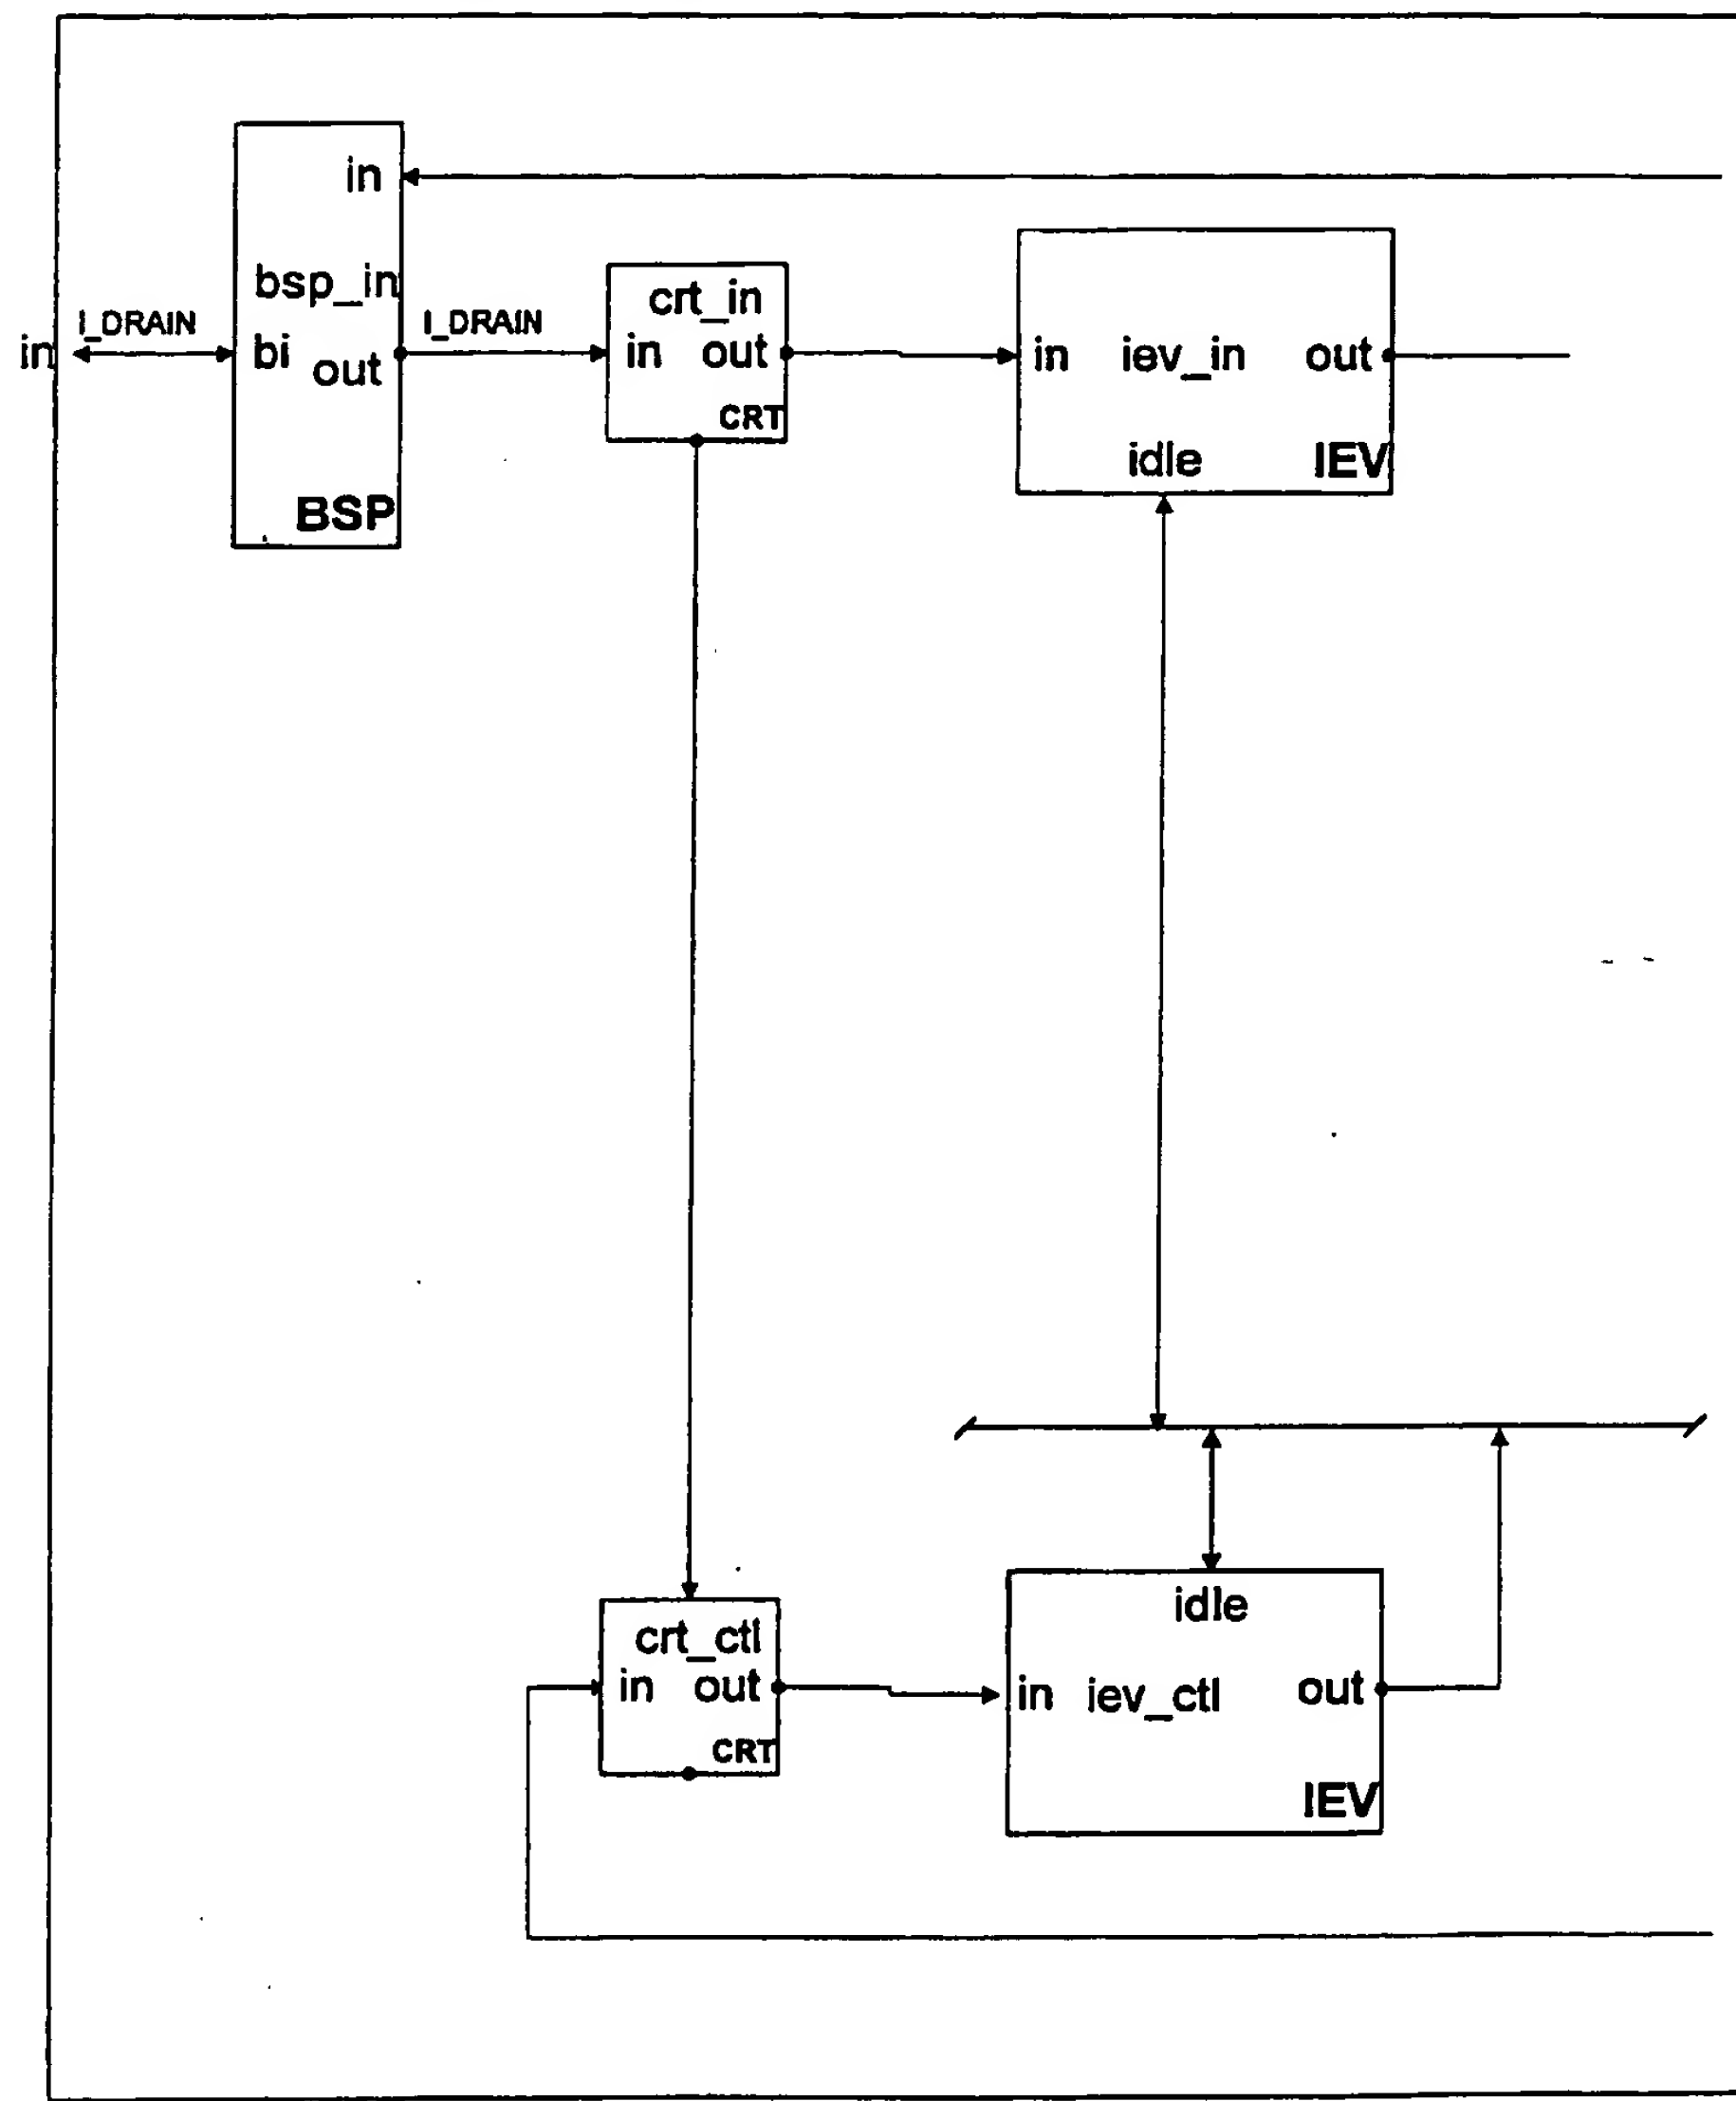 in
bsp_in
I_DRAIN
I_DRAIN
in
bi
out
BSP
crt_in
in out
CRT
in iev_in out
idle IEV
crt_ctl
in out
CRT
idle
in iev_ctl out
IEV